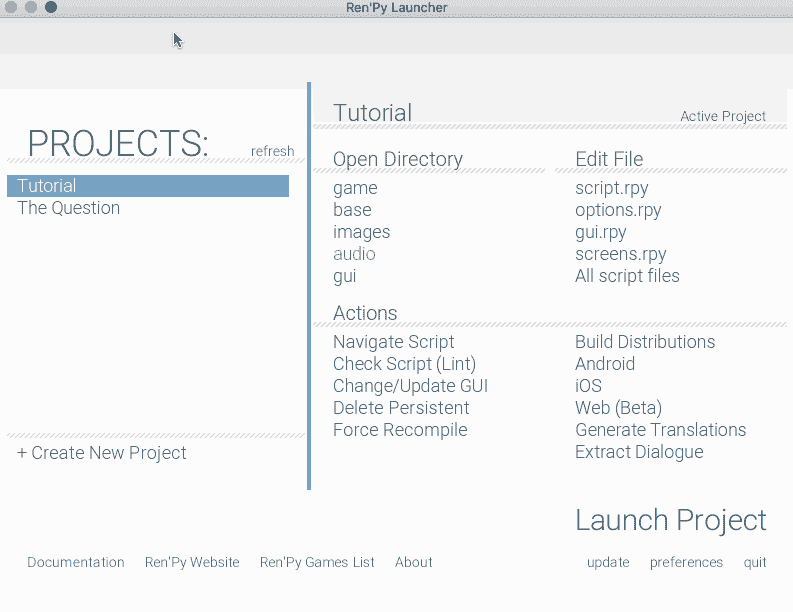 Ren'Py Launcher
PROJECTS:
refresh
Tutorial
The Question
+ Create New Project
Tutorial
Active Project
Open Directory
game
base
images
audio
gui
Edit File
script.rpy
options.rpy
gui.rpy
screens.rpy
All script files
Actions
Navigate Script
Check Script (Lint)
Change/Update GUI
Delete Persistent
Force Recompile
Build Distributions
Android
iOS
Web (Beta)
Generate Translations
Extract Dialogue
Launch Project
Documentation
Ren'Py Website
Ren'Py Games List
About
update
preferences
quit